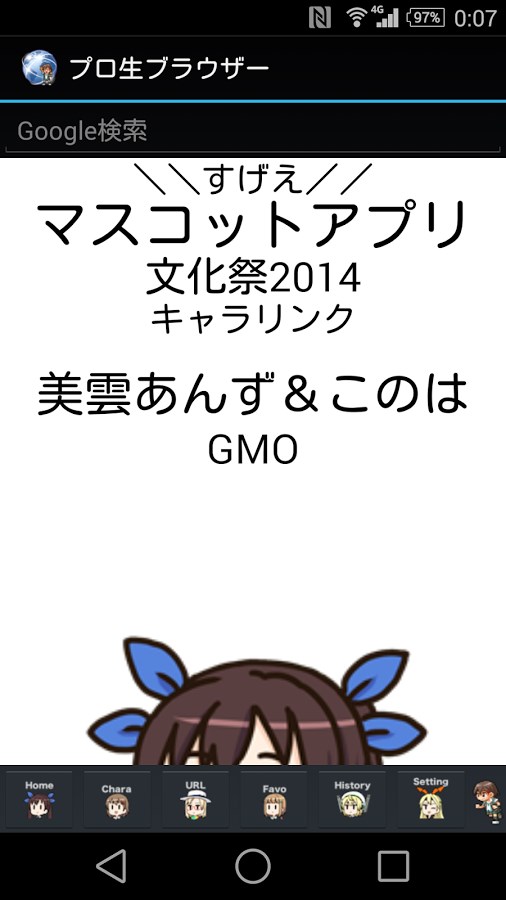 4G 97% 0:07
プロ生ブラウザー
Google検索
＼＼すげえ／／
マスコットアプリ
文化祭2014
キャラリンク
美雲あんず＆このは
GMO
Home Chara URL Favo History Setting